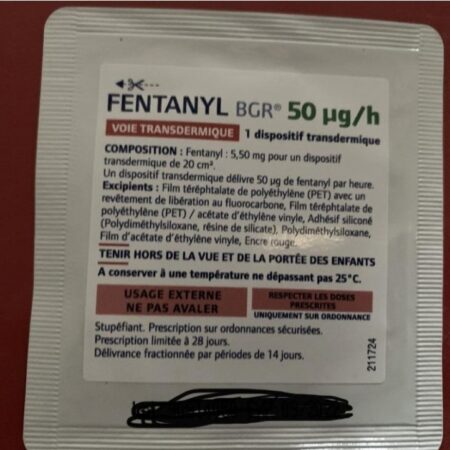 FENTANYL BGR® 50 µg/h
VOIE TRANSDERMIQUE 1 dispositif transdermique
COMPOSITION : Fentanyl : 5,50 mg pour un dispositif
transdermique de 20 cm².
Un dispositif transdermique délivre 50 µg de fentanyl par heure.
Excipients : Film téréphtalate de polyéthylène (PET) avec un
revêtement de libération au fluorocarbone, Film téréphtalate de
polyéthylène (PET) / acétate d'éthylène vinyle, Adhésif siliconé
(Polydiméthylsiloxane, résine de silicate), Polydiméthylsiloxane,
Film d'acétate d'éthylène vinyle, Encre rouge.
TENIR HORS DE LA VUE ET DE LA PORTÉE DES ENFANTS
A conserver à une température ne dépassant pas 25°C.
USAGE EXTERNE
NE PAS AVALER
RESPECTER LES DOSES
PRESCRITES
UNIQUEMENT SUR ORDONNANCE
Stupéfiant. Prescription sur ordonnances sécurisées.
Prescription limitée à 28 jours.
Délivrance fractionnée par périodes de 14 jours.
211724